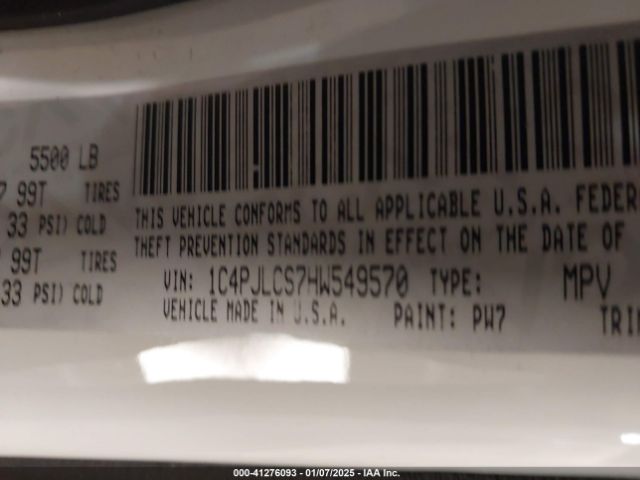 5500 LB
99T TIRES
33 PSI) COLD
99T TIRES
33 PSI) COLD
THIS VEHICLE CONFORMS TO ALL APPLICABLE U.S.A. FEDER
THEFT PREVENTION STANDARDS IN EFFECT ON THE DATE OF
VIN: 1C4PJLCS7HW549570 TYPE: MPV
VEHICLE MADE IN U.S.A. PAINT: PW7 TRIM
000-41276093 - 01/07/2025 - IAA Inc.